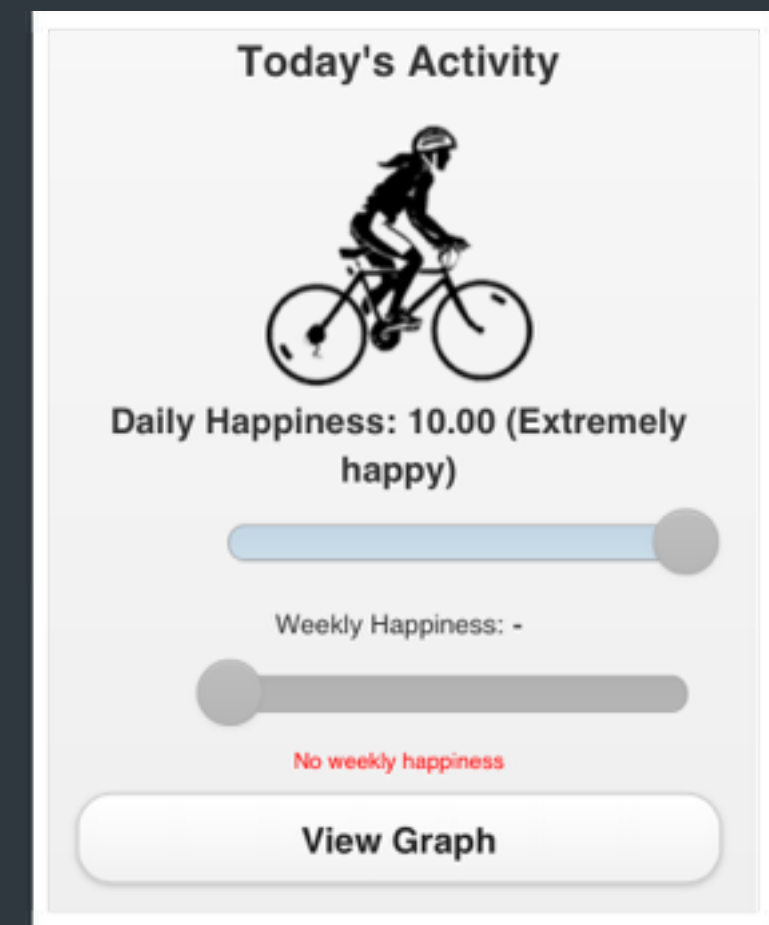 Today's Activity
Daily Happiness: 10.00 (Extremely
happy)
Weekly Happiness: -
No weekly happiness
View Graph